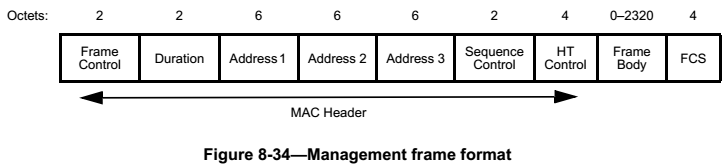 Octets: 2 2 6 6 6 2 4 0–2320 4
Frame Control Duration Address 1 Address 2 Address 3 Sequence Control HT Control Frame Body FCS
MAC Header
Figure 8-34—Management frame format